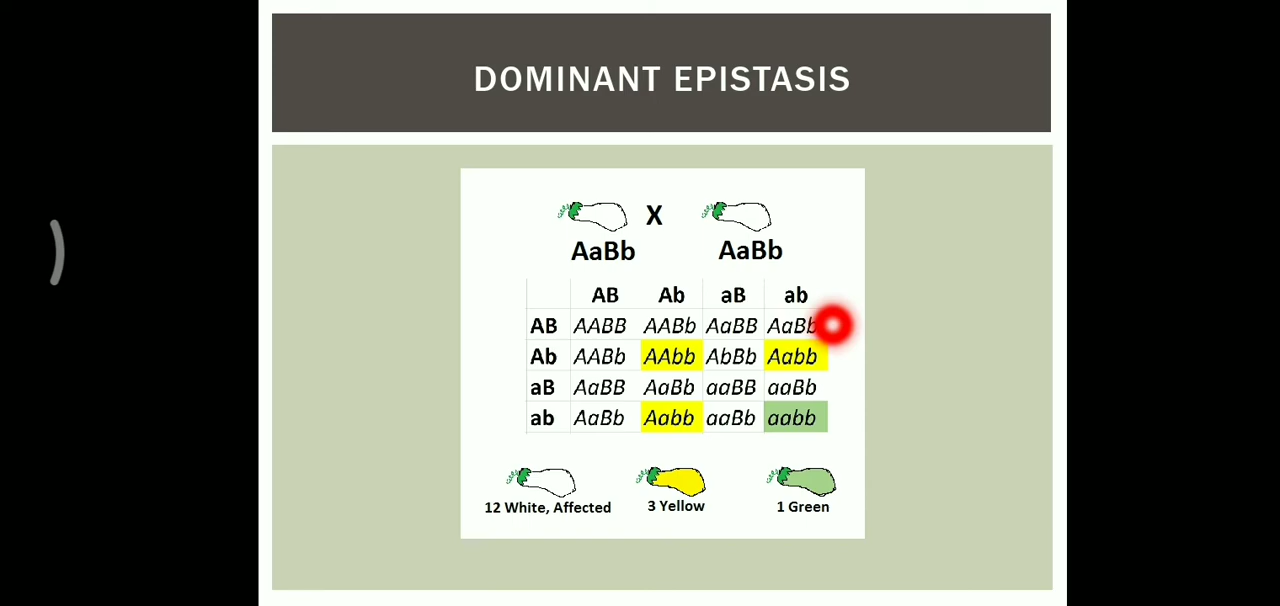 DOMINANT EPISTASIS
X
AaBb AaBb
AB Ab aB ab
AB AABB AABb AaBB AaBb
Ab AABb AAbb AbBb Aabb
aB AaBB AaBb aaBB aaBb
ab AaBb Aabb aaBb aabb
12 White, Affected 3 Yellow 1 Green